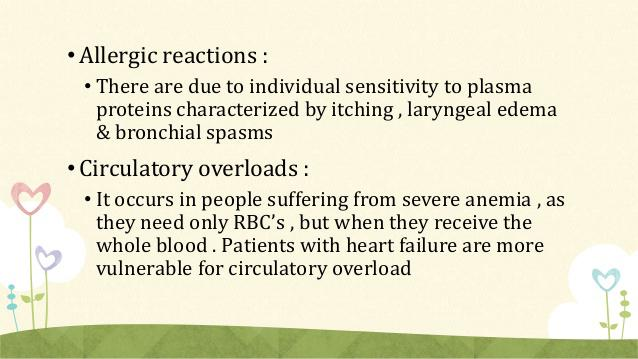 • Allergic reactions :
• There are due to individual sensitivity to plasma
proteins characterized by itching , laryngeal edema
& bronchial spasms
• Circulatory overloads :
• It occurs in people suffering from severe anemia , as
they need only RBC’s , but when they receive the
whole blood . Patients with heart failure are more
vulnerable for circulatory overload